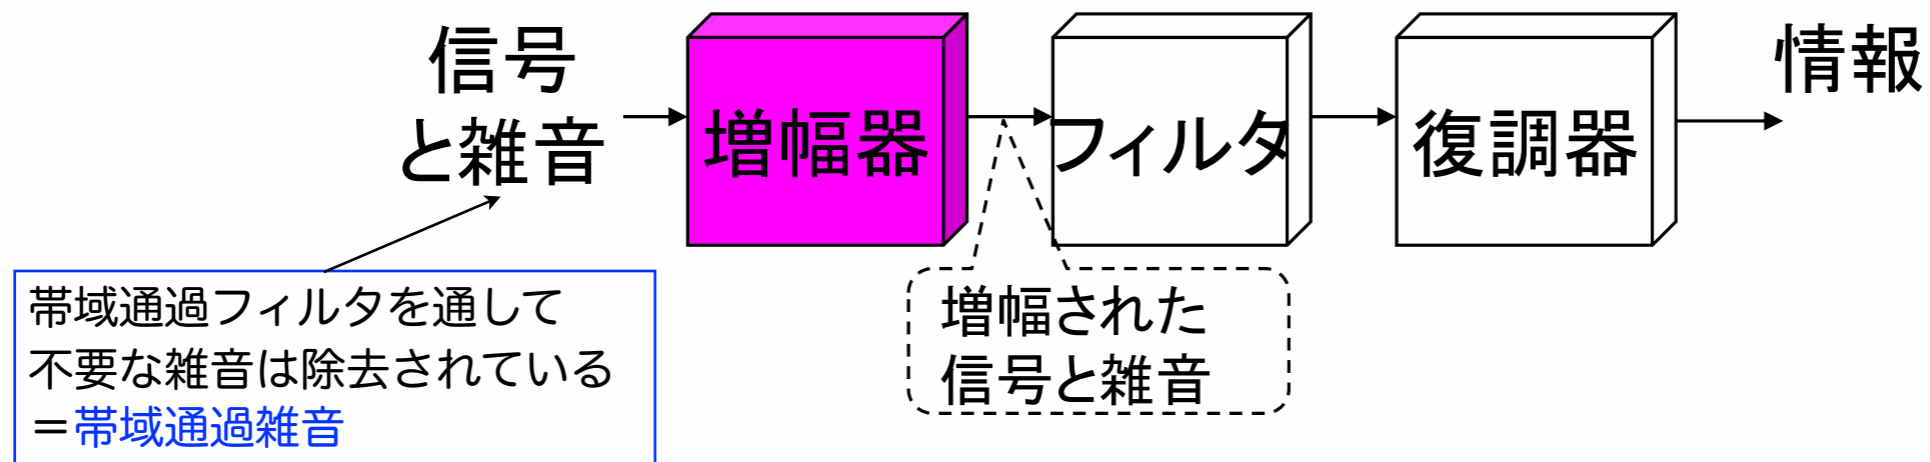 信号
と雑音
増幅器
フィルタ
復調器
情報
帯域通過フィルタを通して
不要な雑音は除去されている
＝帯域通過雑音
増幅された
信号と雑音